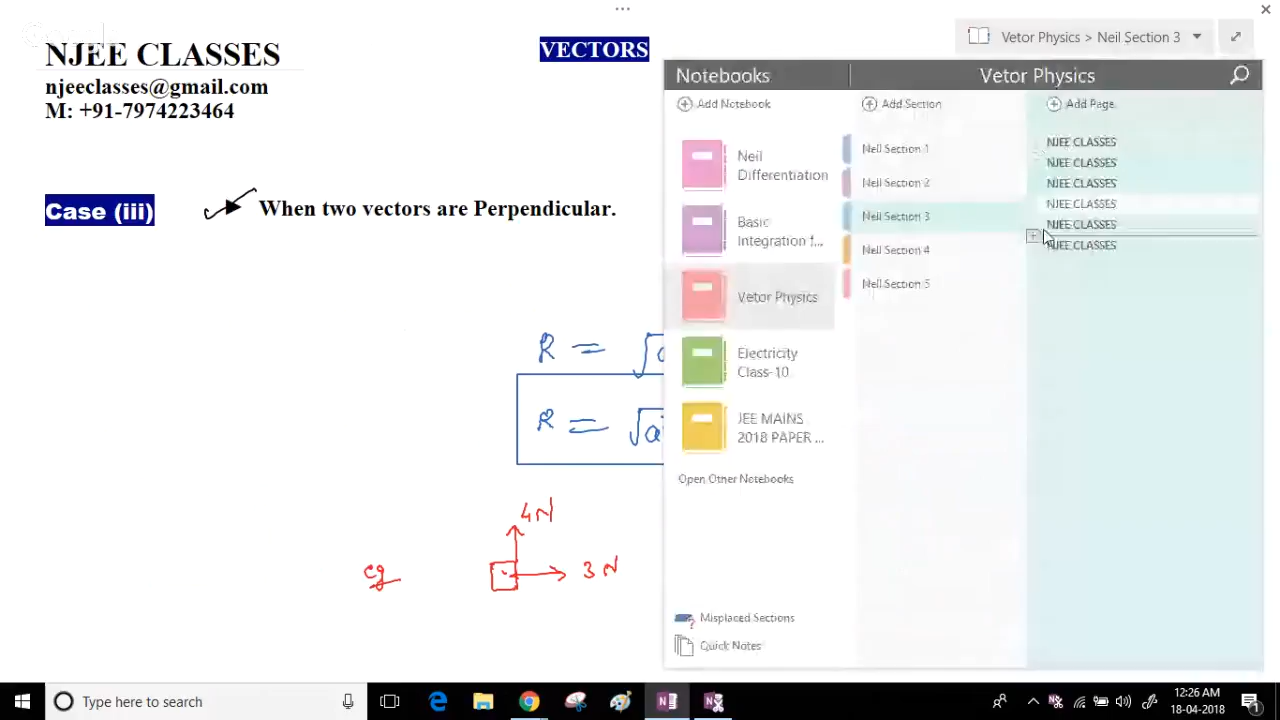 NJEE CLASSES
njeeclasses@gmail.com
M: +91-7974223464
VECTORS
Case (iii)
When two vectors are Perpendicular.
R = √a
R = √a²
eg
4N
3N
Vetor Physics > Neil Section 3
Notebooks
Vetor Physics
Add Notebook
Add Section
Add Page
Neil
Differentiation
Basic
Integration f...
Vetor Physics
Electricity
Class-10
JEE MAINS
2018 PAPER ...
Open Other Notebooks
Misplaced Sections
Quick Notes
Neil Section 1
Neil Section 2
Neil Section 3
Neil Section 4
Neil Section 5
NJEE CLASSES
NJEE CLASSES
NJEE CLASSES
NJEE CLASSES
NJEE CLASSES
NJEE CLASSES
Type here to search
12:26 AM
18-04-2018